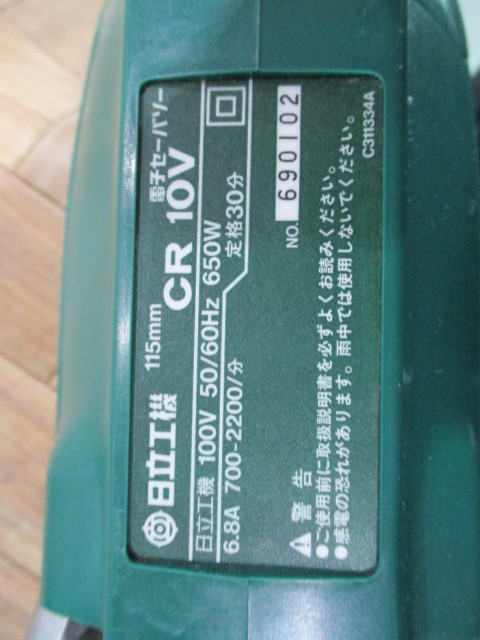 日立工機 115mm 電子セーバソー
CR 10V
日立工機 100V 50/60Hz 650W
6.8A 700-2200/分 定格30分
NO. 690102
警告
●ご使用前に取扱説明書を必ずよくお読みください。
●感電の恐れがあります。雨中では使用しないでください。
C311334A